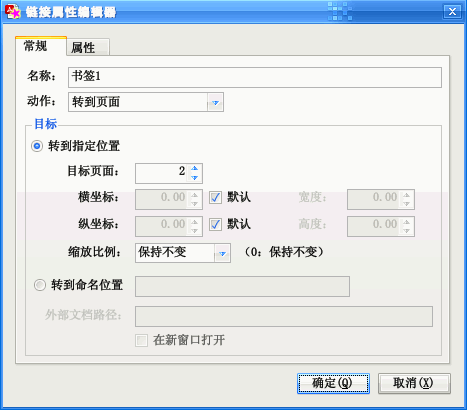 链接属性编辑器
常规 属性
名称： 书签1
动作： 转到页面
目标
转到指定位置
目标页面： 2
横坐标： 0.00 默认 宽度： 0.00
纵坐标： 0.00 默认 高度： 0.00
缩放比例： 保持不变 （0：保持不变）
转到命名位置
外部文档路径：
在新窗口打开
确定(O) 取消(X)